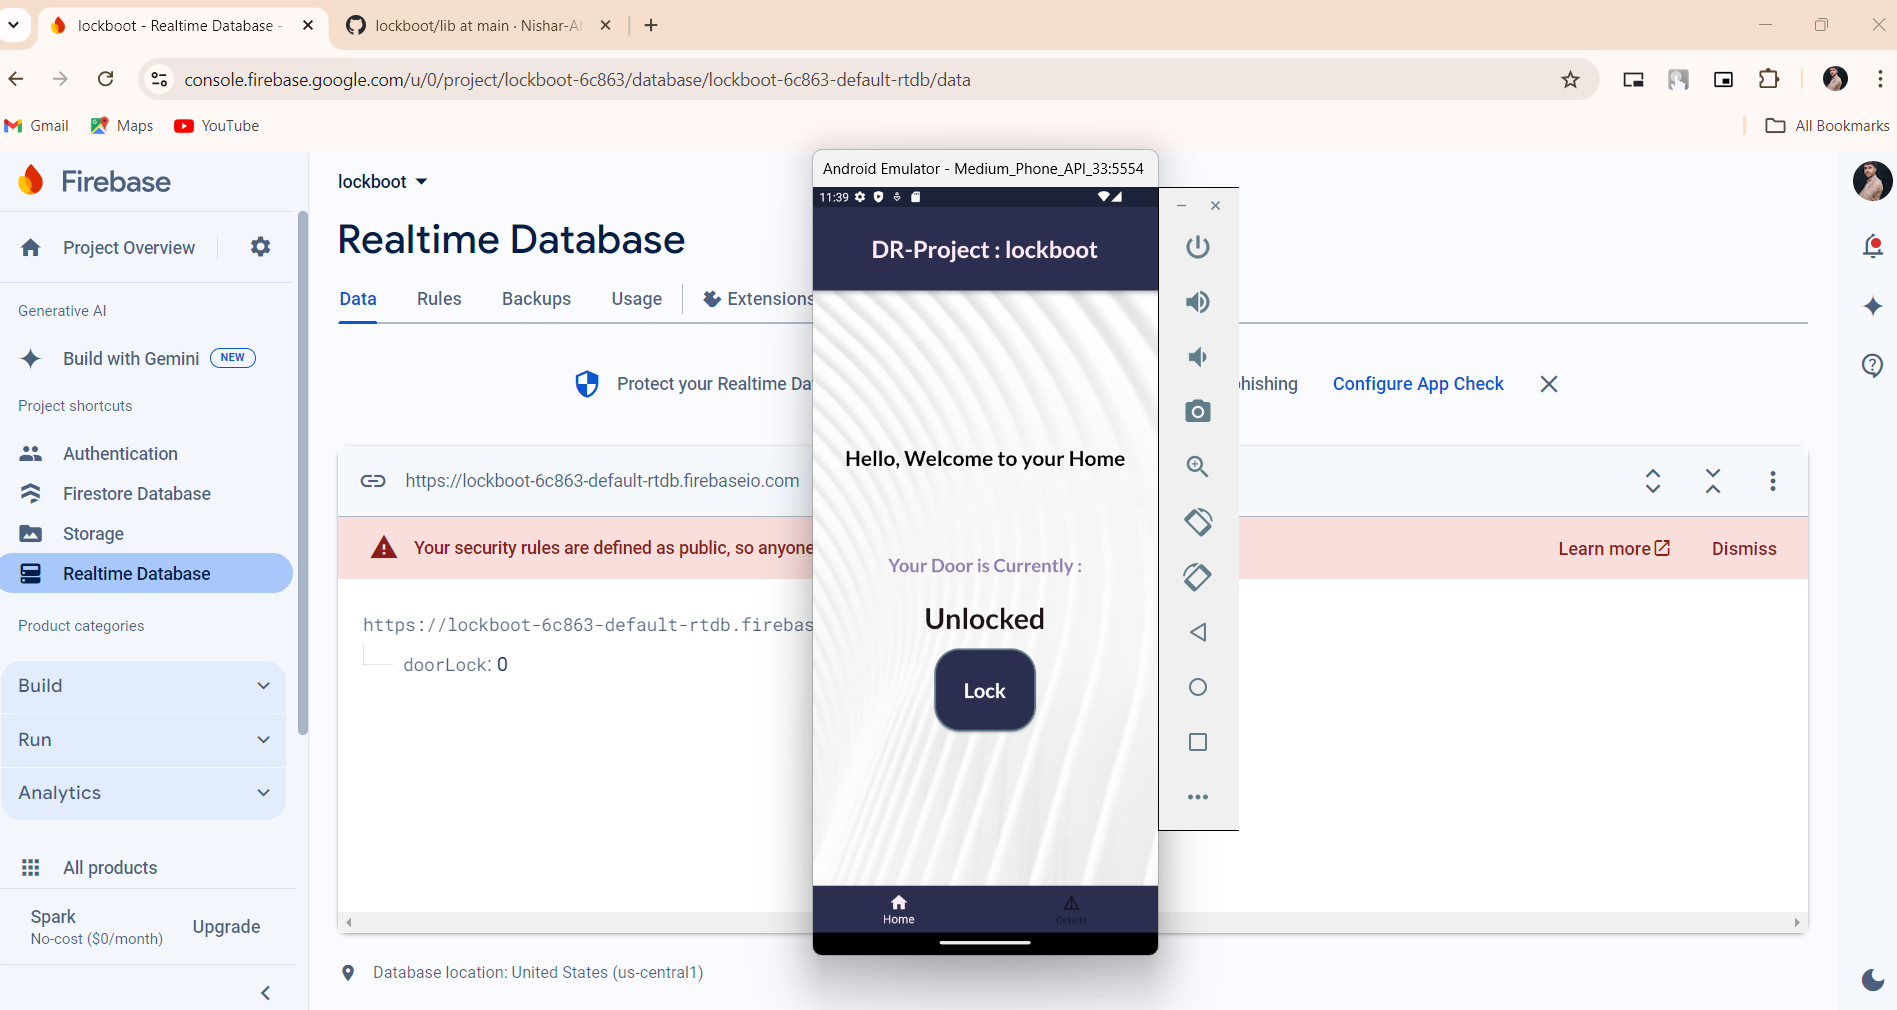 lockboot - Realtime Database -
lockboot/lib at main · Nishar-Ah
console.firebase.google.com/u/0/project/lockboot-6c863/database/lockboot-6c863-default-rtdb/data
Gmail
Maps
YouTube
All Bookmarks
Firebase
Project Overview
Generative AI
Build with Gemini
NEW
Project shortcuts
Authentication
Firestore Database
Storage
Realtime Database
Product categories
Build
Run
Analytics
All products
Spark
No-cost ($0/month)
Upgrade
lockboot
Realtime Database
Data
Rules
Backups
Usage
Extensions
Protect your Realtime Da
phishing
Configure App Check
https://lockboot-6c863-default-rtdb.firebaseio.com
Your security rules are defined as public, so anyone
Learn more
Dismiss
https://lockboot-6c863-default-rtdb.firebas
doorLock: 0
Database location: United States (us-central1)
Android Emulator - Medium_Phone_API_33:5554
11:39
DR-Project : lockboot
Hello, Welcome to your Home
Your Door is Currently :
Unlocked
Lock
Home
Details